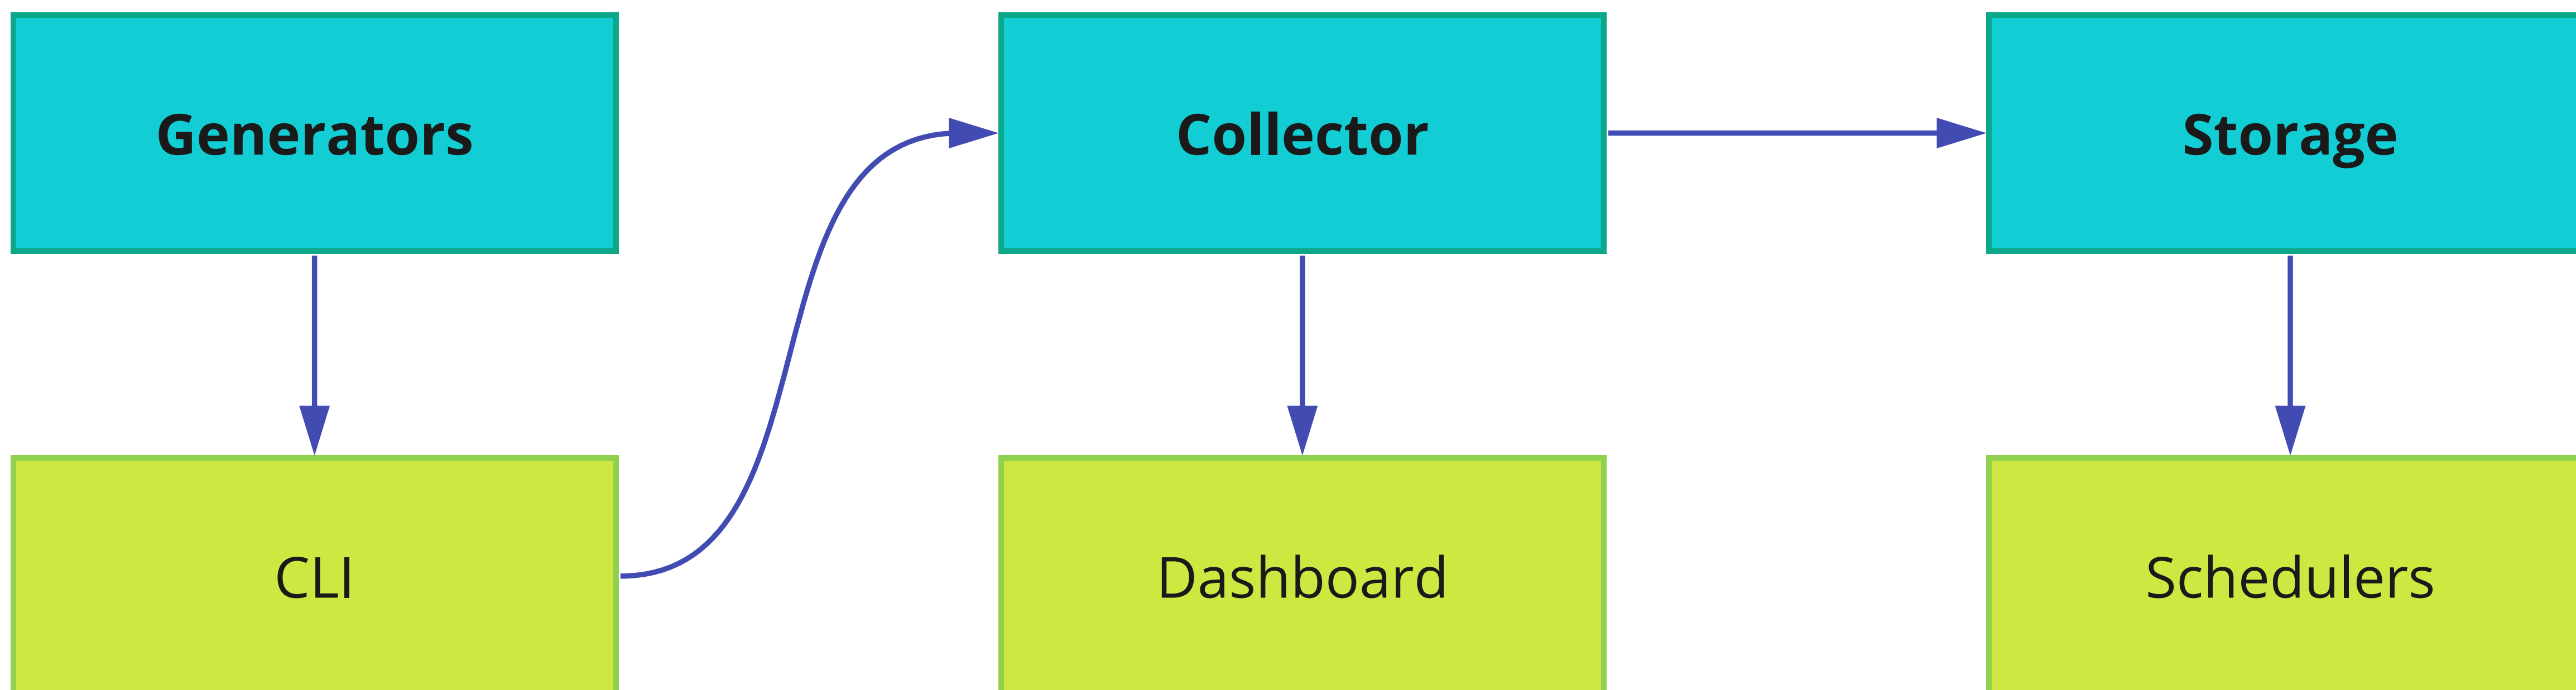 Generators
Collector
Storage
CLI
Dashboard
Schedulers